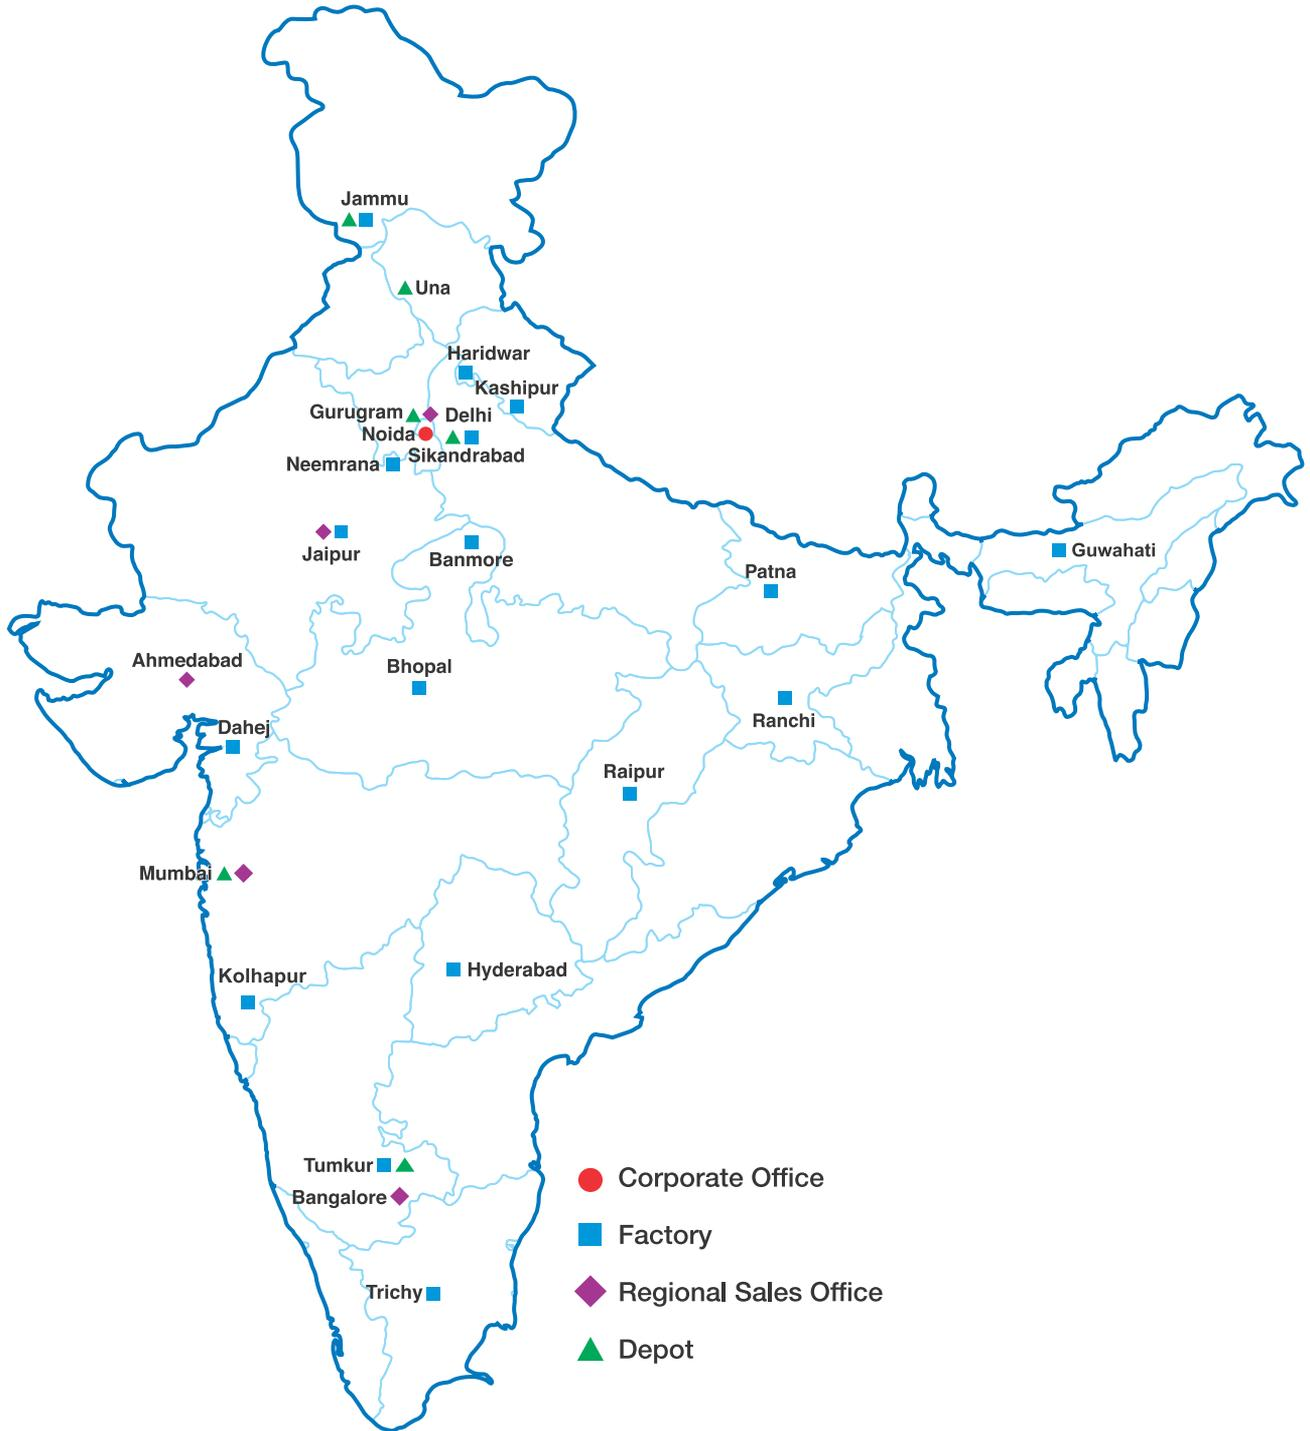 Jammu
Una
Haridwar
Kashipur
Gurugram
Delhi
Noida
Sikandrabad
Neemrana
Jaipur
Banmore
Guwahati
Patna
Ahmedabad
Bhopal
Ranchi
Dahej
Raipur
Mumbai
Hyderabad
Kolhapur
Tumkur
Bangalore
Trichy
Corporate Office
Factory
Regional Sales Office
Depot